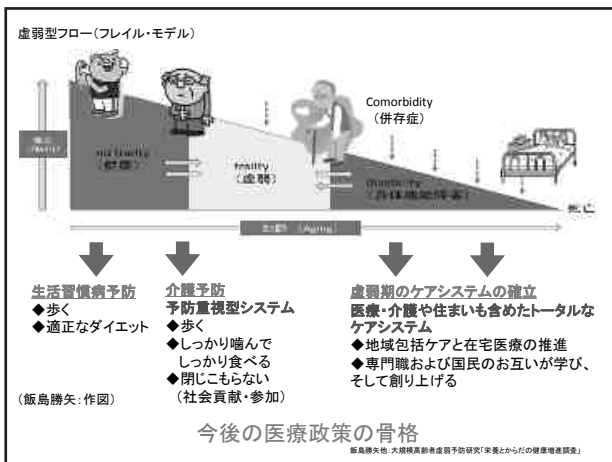 虚弱型フロー(フレイル・モデル)
Comorbidity
(併存症)
(健康)
frailty
(虚弱)
disability
(身体機能障害)
死亡
(Aging)
生活習慣病予防
◆歩く
◆適正なダイエット
介護予防
予防重視型システム
◆歩く
◆しっかり噛んで
しっかり食べる
◆閉じこもらない
(社会貢献・参加)
虚弱期のケアシステムの確立
医療・介護や住まいも含めたトータルな
ケアシステム
◆地域包括ケアと在宅医療の推進
◆専門職および国民のお互いが学び、
そして創り上げる
(飯島勝矢:作図)
今後の医療政策の骨格
飯島勝矢他:大規模高齢者虚弱予防研究「栄養とからだの健康増進調査」